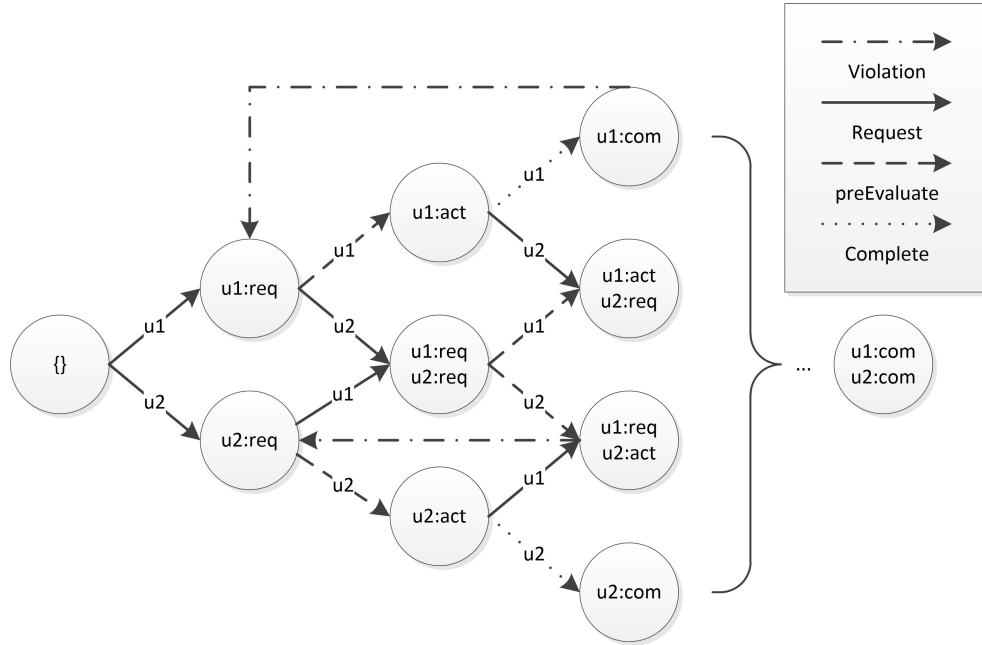 Violation
Request
preEvaluate
Complete
u1:com
u1
u1:act
u1
u2
u1:act
u2:req
u1:req
u1
u2
u1
u1:req
u2:req
{}
u2
u1
u2
u1:req
u2:act
u2:req
u2
u1
u2:act
u2
u2:com
...
u1:com
u2:com